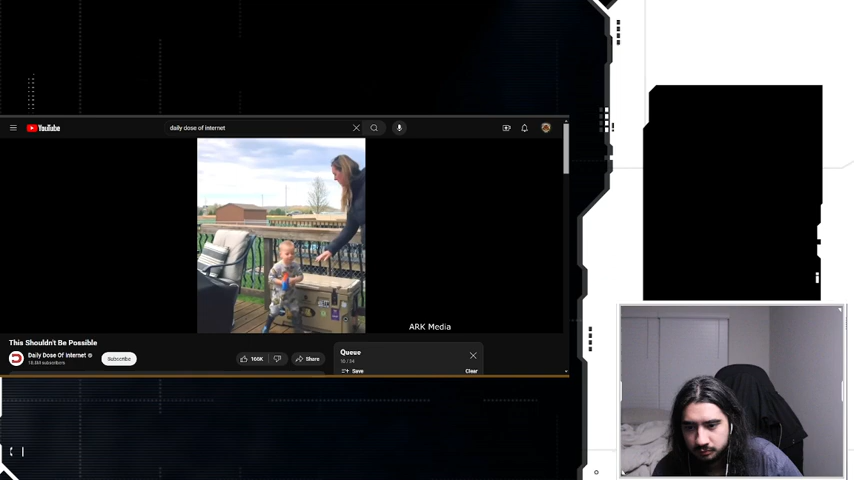 YouTube
daily dose of internet
ARK Media
This Shouldn't Be Possible
Daily Dose Of Internet
Subscribe
166K
Share
Queue
Save
Clear